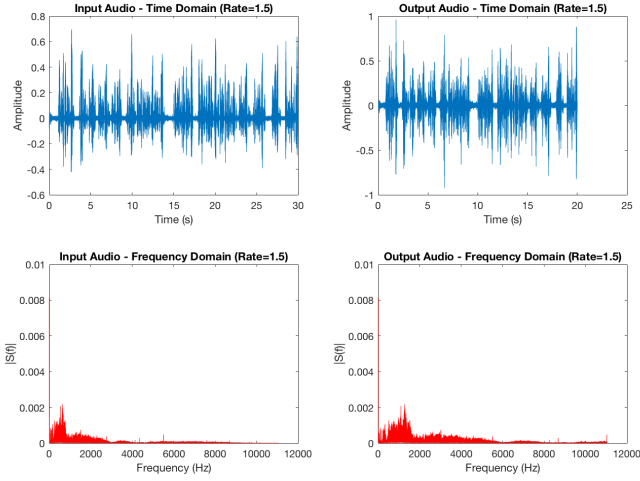 Input Audio - Time Domain (Rate=1.5)
0.8
0.6
0.4
0.2
0
-0.2
-0.4
-0.6
Amplitude
0 5 10 15 20 25 30
Time (s)
Output Audio - Time Domain (Rate=1.5)
1
0.5
0
-0.5
-1
Amplitude
0 5 10 15 20 25
Time (s)
Input Audio - Frequency Domain (Rate=1.5)
0.01
0.008
0.006
0.004
0.002
0
|S(f)|
0 2000 4000 6000 8000 10000 12000
Frequency (Hz)
Output Audio - Frequency Domain (Rate=1.5)
0.01
0.008
0.006
0.004
0.002
0
|S(f)|
0 2000 4000 6000 8000 10000 12000
Frequency (Hz)